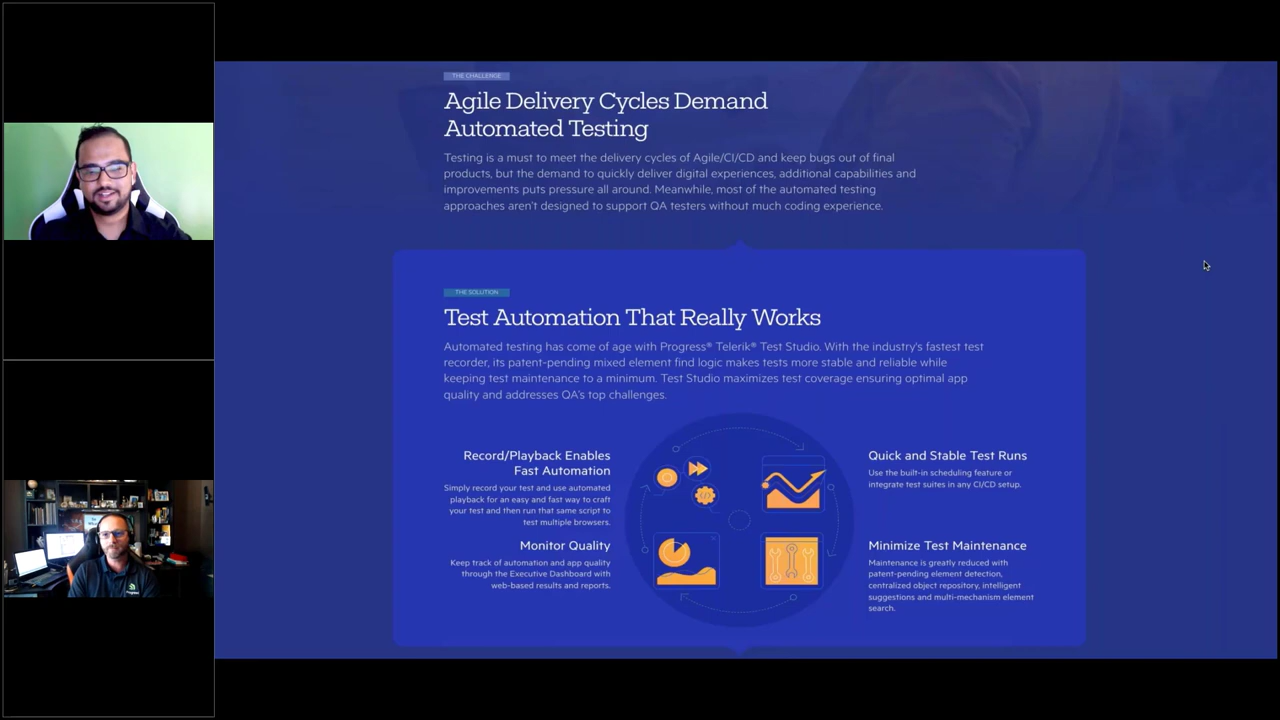 THE CHALLENGE
Agile Delivery Cycles Demand
Automated Testing
Testing is a must to meet the delivery cycles of Agile/CI/CD and keep bugs out of final
products, but the demand to quickly deliver digital experiences, additional capabilities and
improvements puts pressure all around. Meanwhile, most of the automated testing
approaches aren't designed to support QA testers without much coding experience.
THE SOLUTION
Test Automation That Really Works
Automated testing has come of age with Progress® Telerik® Test Studio. With the industry's fastest test
recorder, its patent-pending mixed element find logic makes tests more stable and reliable while
keeping test maintenance to a minimum. Test Studio maximizes test coverage ensuring optimal app
quality and addresses QA's top challenges.
Record/Playback Enables
Fast Automation
Simply record your test and use automated
playback for an easy and fast way to craft
your test and then run that same script to
test multiple browsers.
Monitor Quality
Keep track of automation and app quality
through the Executive Dashboard with
web-based results and reports.
Quick and Stable Test Runs
Use the built-in scheduling feature or
integrate test suites in any CI/CD setup.
Minimize Test Maintenance
Maintenance is greatly reduced with
patent-pending element detection,
centralized object repository, intelligent
suggestions and multi-mechanism element
search.